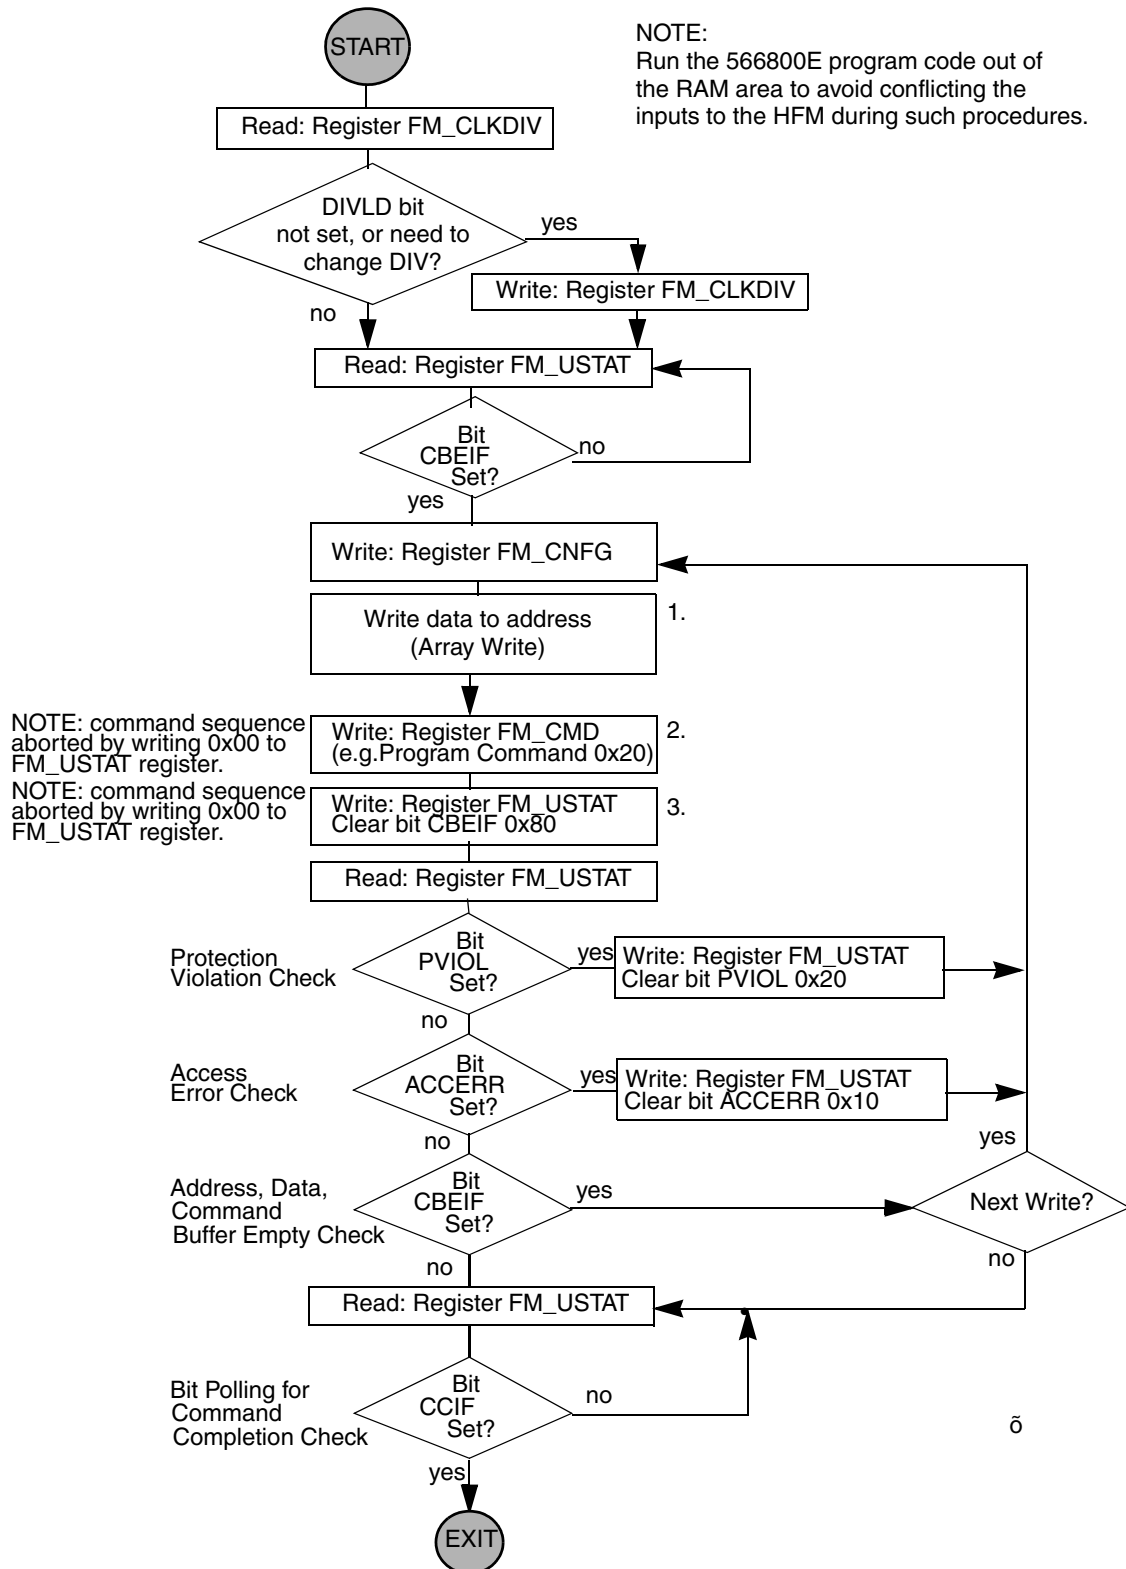 START
NOTE:
Run the 566800E program code out of
the RAM area to avoid conflicting the
inputs to the HFM during such procedures.
Read: Register FM_CLKDIV
DIVLD bit
not set, or need to
change DIV?
yes
no
Write: Register FM_CLKDIV
Read: Register FM_USTAT
Bit
CBEIF
Set?
no
yes
Write: Register FM_CNFG
Write data to address
(Array Write)
1.
NOTE: command sequence
aborted by writing 0x00 to
FM_USTAT register.
Write: Register FM_CMD
(e.g.Program Command 0x20)
2.
NOTE: command sequence
aborted by writing 0x00 to
FM_USTAT register.
Write: Register FM_USTAT
Clear bit CBEIF 0x80
3.
Read: Register FM_USTAT
Protection
Violation Check
Bit
PVIOL
Set?
yes
Write: Register FM_USTAT
Clear bit PVIOL 0x20
no
Access
Error Check
Bit
ACCERR
Set?
yes
Write: Register FM_USTAT
Clear bit ACCERR 0x10
no
yes
Address, Data,
Command
Buffer Empty Check
Bit
CBEIF
Set?
yes
Next Write?
no
no
Read: Register FM_USTAT
Bit Polling for
Command
Completion Check
Bit
CCIF
Set?
no
õ
yes
EXIT